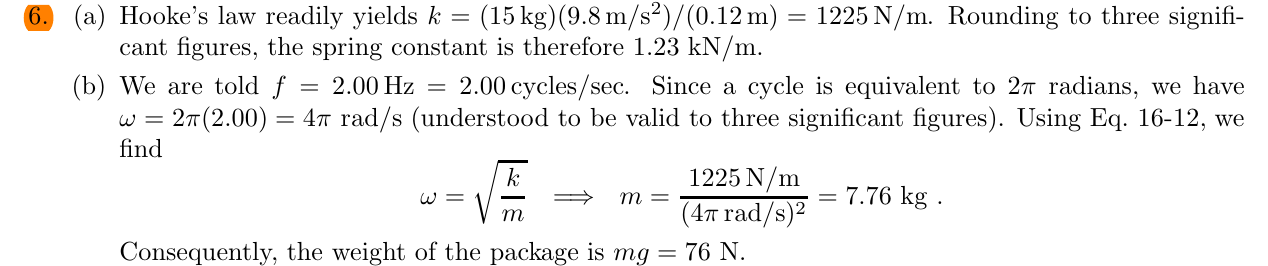 6. (a) Hooke's law readily yields k = (15 kg)(9.8 m/s²)/(0.12 m) = 1225 N/m. Rounding to three signifi-
cant figures, the spring constant is therefore 1.23 kN/m.
(b) We are told f = 2.00 Hz = 2.00 cycles/sec. Since a cycle is equivalent to 2π radians, we have
ω = 2π(2.00) = 4π rad/s (understood to be valid to three significant figures). Using Eq. 16-12, we
find
ω = √(k/m) ⟹ m = 1225 N/m / (4π rad/s)² = 7.76 kg .
Consequently, the weight of the package is mg = 76 N.